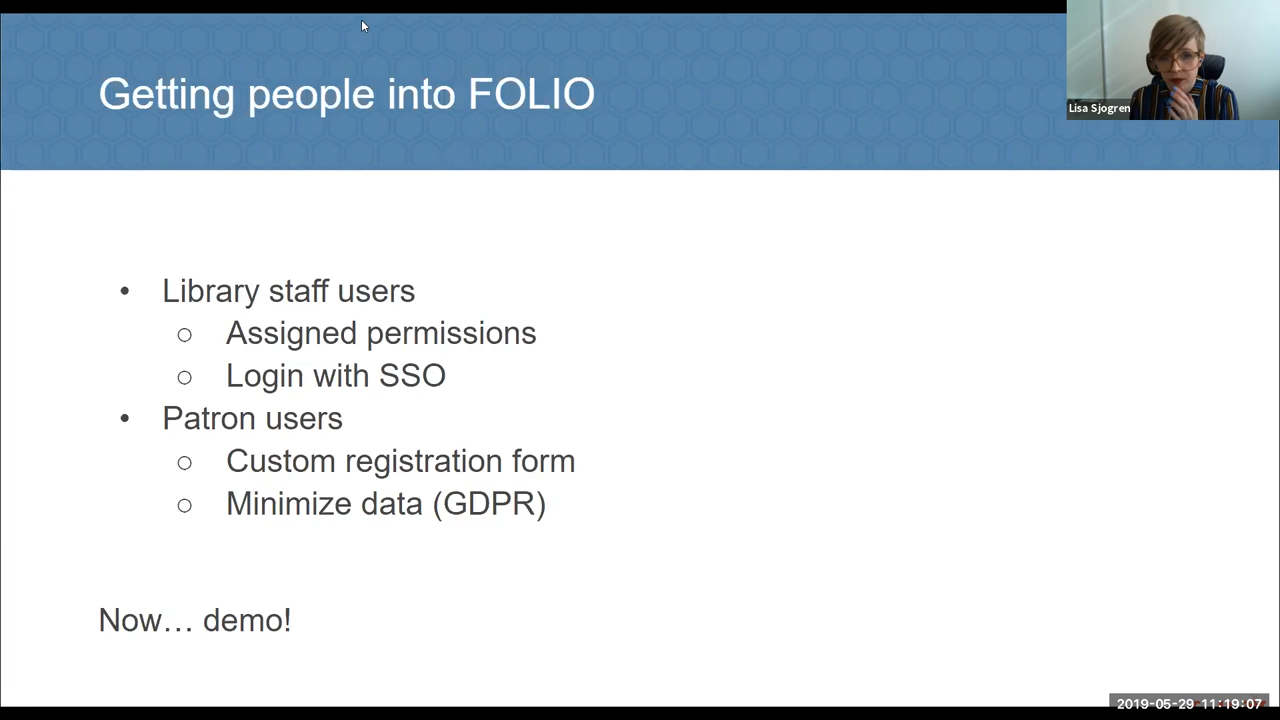 Getting people into FOLIO
Lisa Sjogren
• Library staff users
○ Assigned permissions
○ Login with SSO
• Patron users
○ Custom registration form
○ Minimize data (GDPR)
Now… demo!
2019-05-29 11:19:07